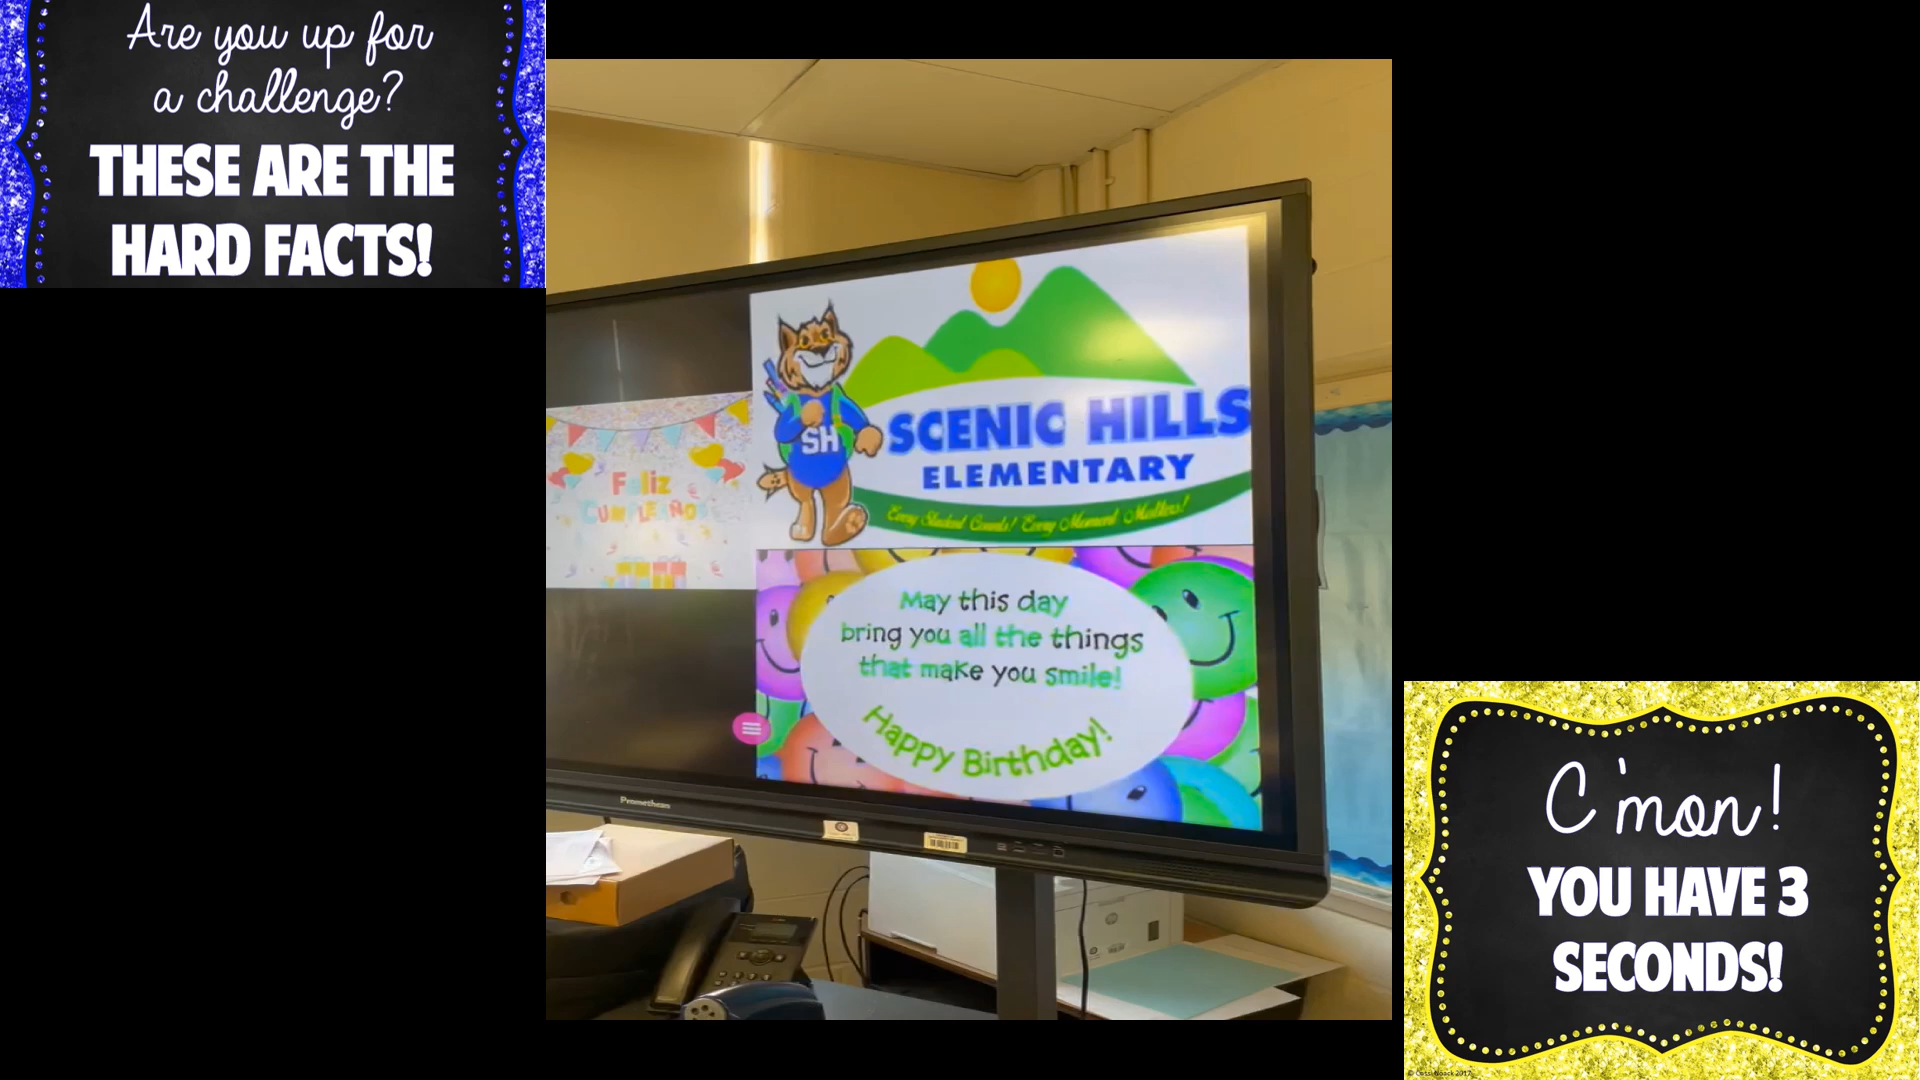 Are you up for
a challenge?
THESE ARE THE
HARD FACTS!
SCENIC HILLS
ELEMENTARY
Every Student Counts! Every Moment Matters!
SH
Feliz
CUMPLEAÑOS
May this day
bring you all the things
that make you smile!
Happy Birthday!
Promethean
C'mon!
YOU HAVE 3
SECONDS!